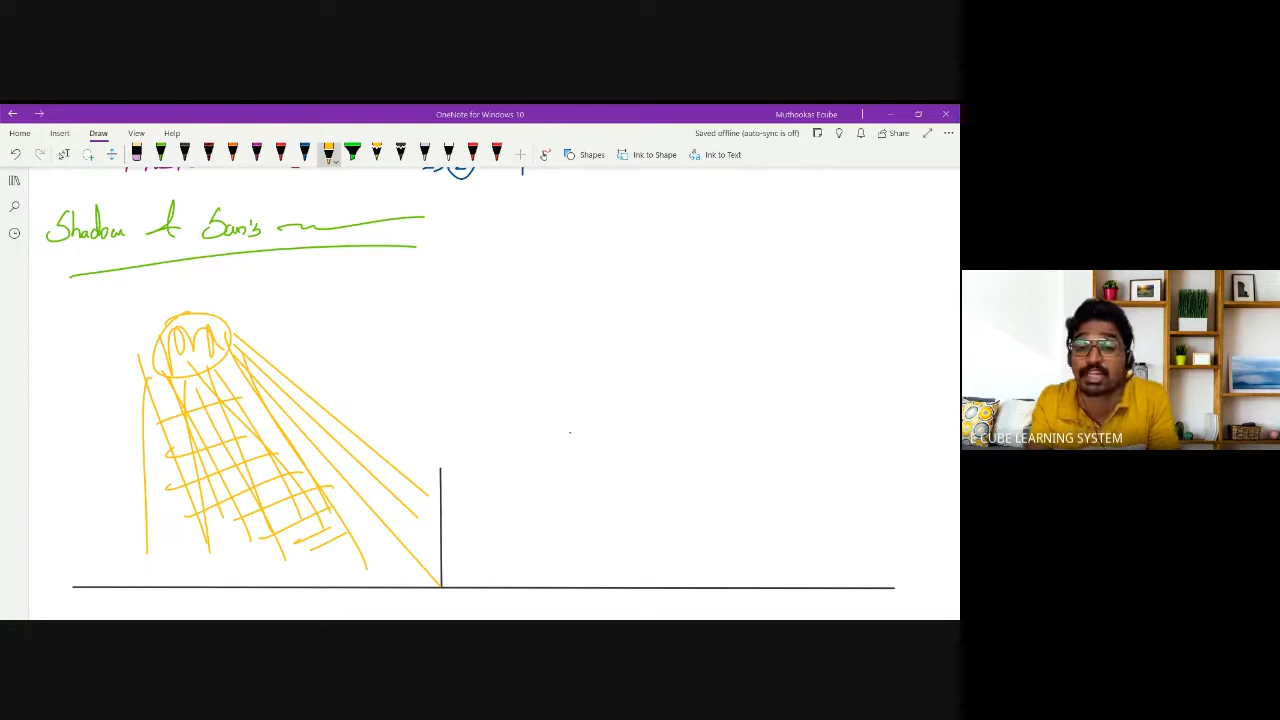 OneNote for Windows 10
Muthookas Ecube
Home Insert Draw View Help
Saved offline (auto-sync is off)
Share
Shapes
Ink to Shape
Ink to Text
Shadow & Sun's
E CUBE LEARNING SYSTEM